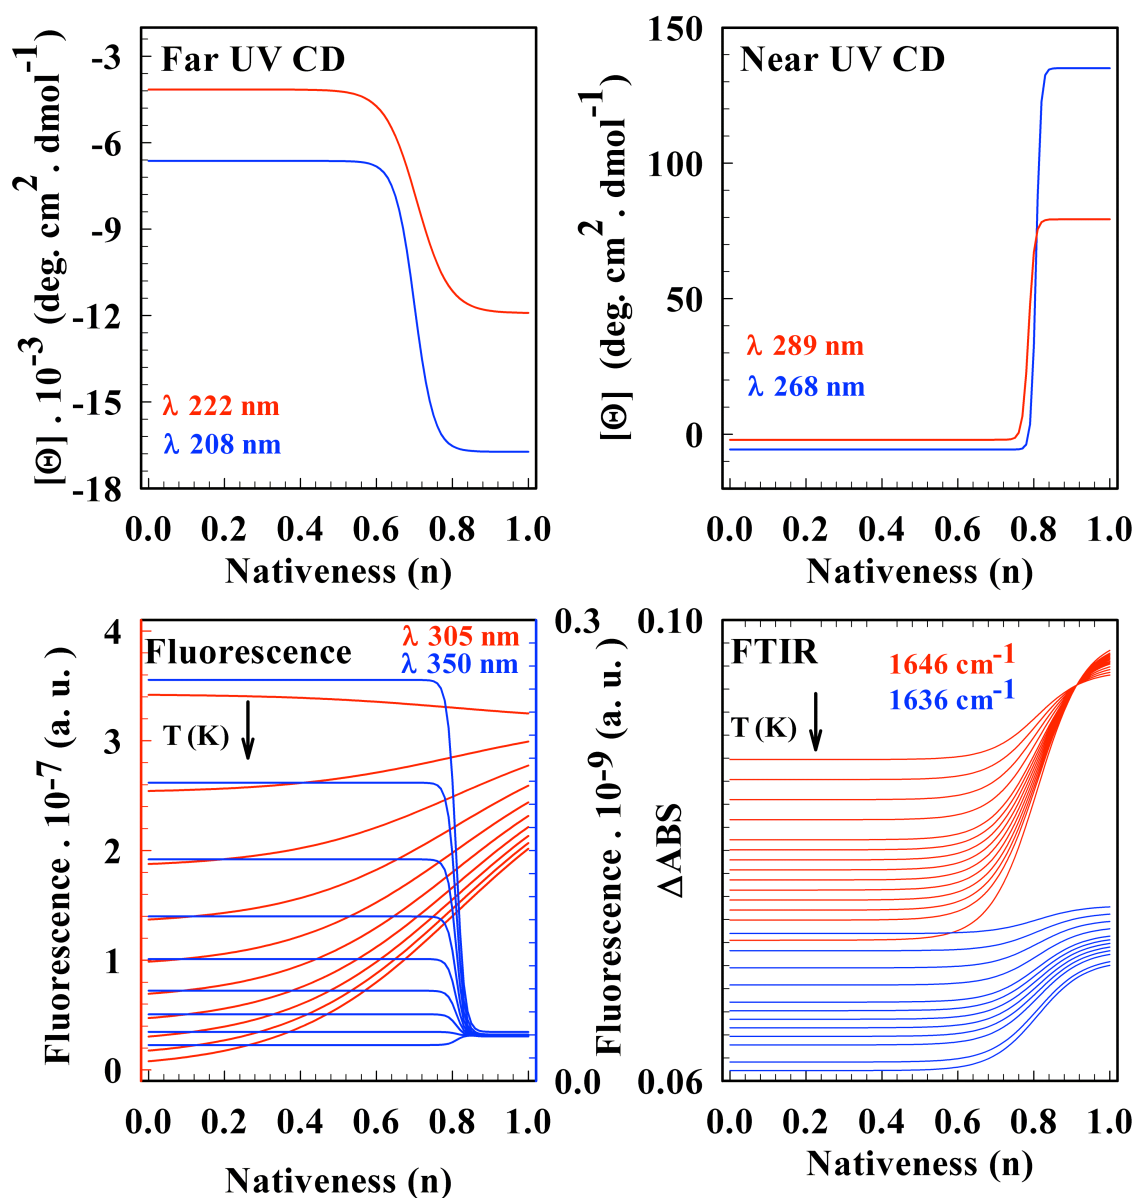 Far UV CD
[Θ] . 10⁻³ (deg. cm² . dmol⁻¹)
-3
-6
-9
-12
-15
-18
λ 222 nm
λ 208 nm
0.0 0.2 0.4 0.6 0.8 1.0
Nativeness (n)
Near UV CD
[Θ] (deg. cm² . dmol⁻¹)
150
100
50
0
λ 289 nm
λ 268 nm
0.0 0.2 0.4 0.6 0.8 1.0
Nativeness (n)
Fluorescence
λ 305 nm
λ 350 nm
T (K)
Fluorescence . 10⁻⁷ (a. u.)
4
3
2
1
0
0.3
0.0
Fluorescence . 10⁻⁹ (a. u.)
0.0 0.2 0.4 0.6 0.8 1.0
Nativeness (n)
FTIR
1646 cm⁻¹
1636 cm⁻¹
T (K)
ΔABS
0.10
0.06
0.0 0.2 0.4 0.6 0.8 1.0
Nativeness (n)